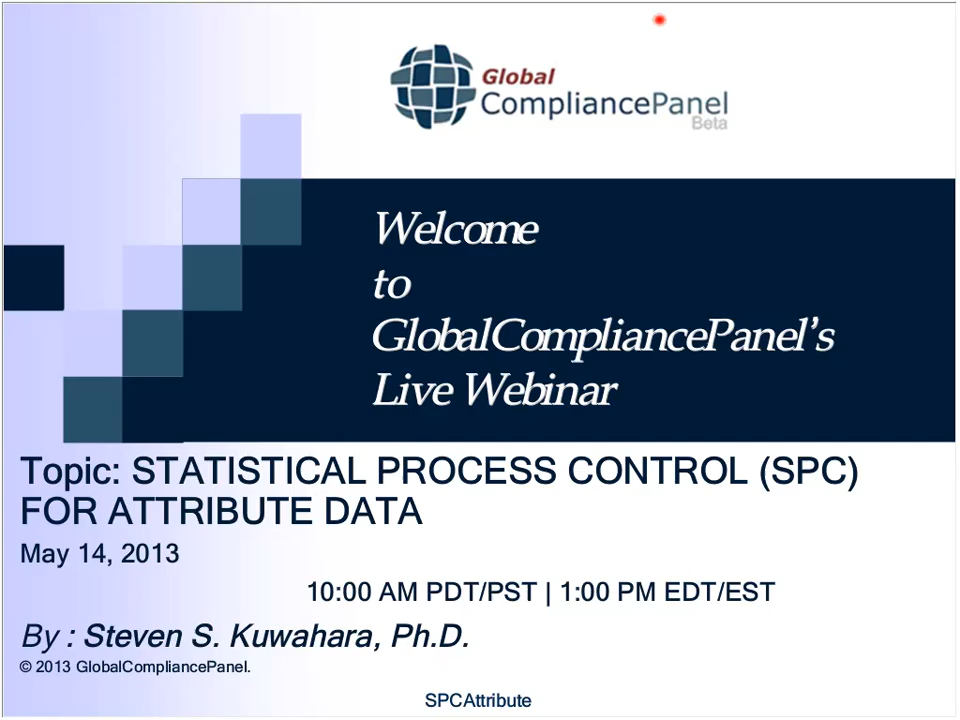 Global
CompliancePanel
Beta
Welcome
to
GlobalCompliancePanel's
Live Webinar
Topic: STATISTICAL PROCESS CONTROL (SPC)
FOR ATTRIBUTE DATA
May 14, 2013
10:00 AM PDT/PST | 1:00 PM EDT/EST
By : Steven S. Kuwahara, Ph.D.
© 2013 GlobalCompliancePanel.
SPCAttribute